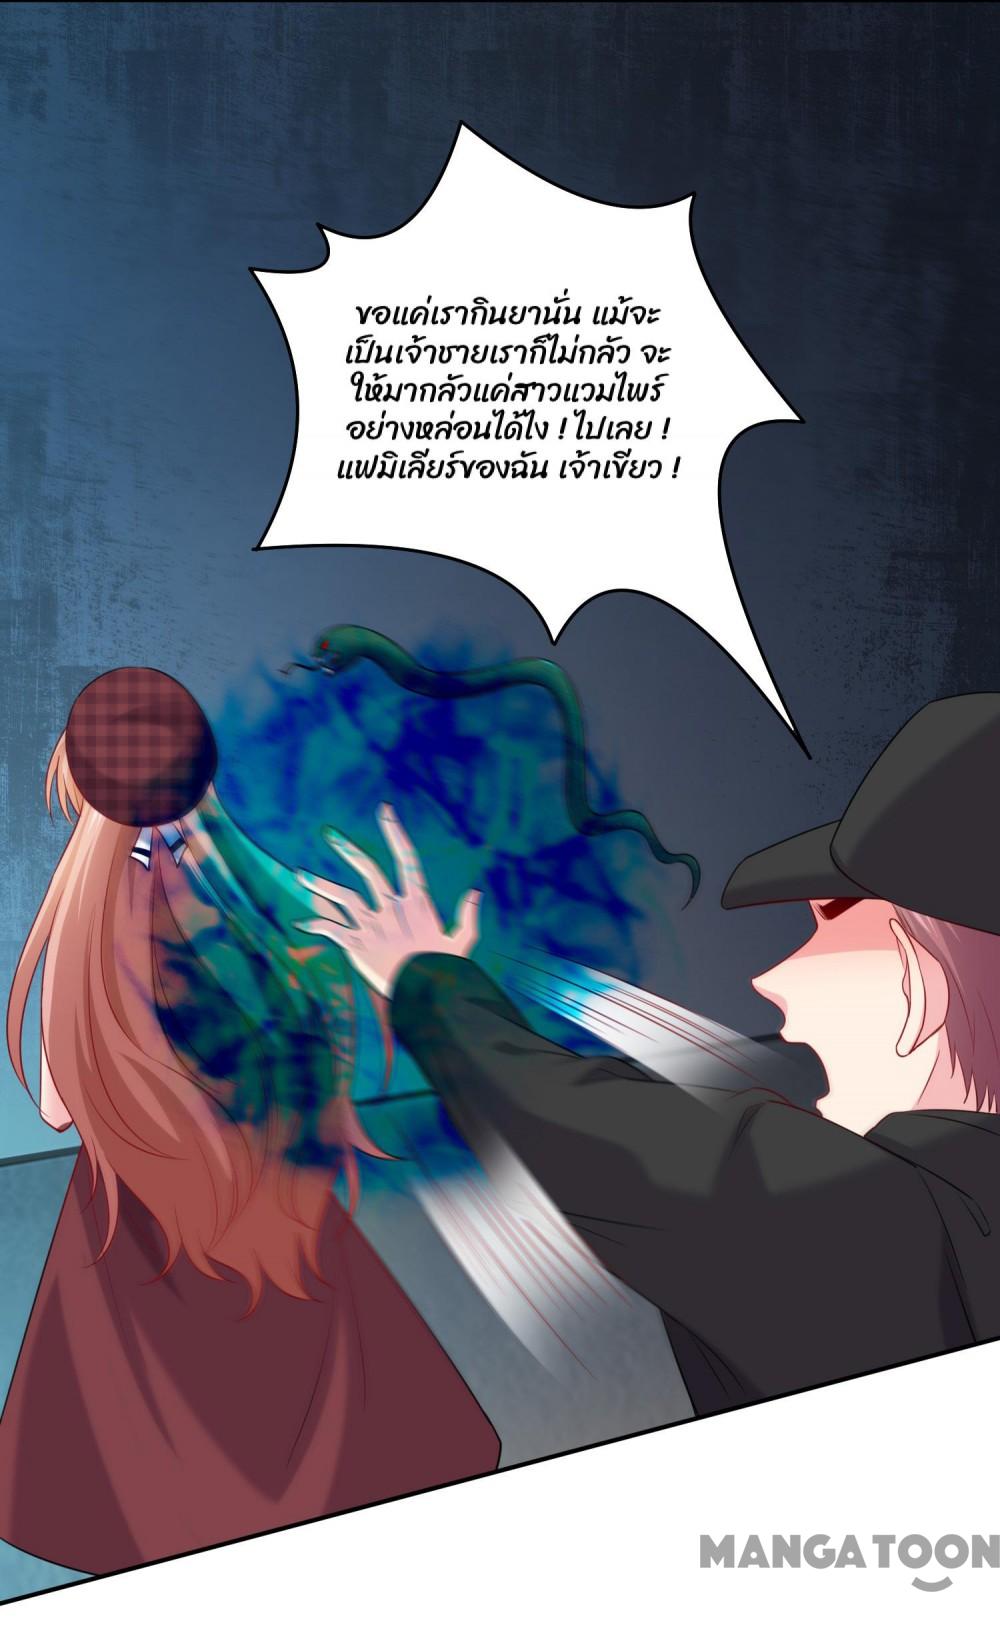 ขอแค่เรากินยานั่น แม้จะ
เป็นเจ้าชายเราก็ไม่กลัว จะ
ให้มากลัวแค่สาวแวมไพร์
อย่างหล่อนได้ไง ! ไปเลย !
แฟมิเลียร์ของฉัน เจ้าเขียว !
MANGATOON